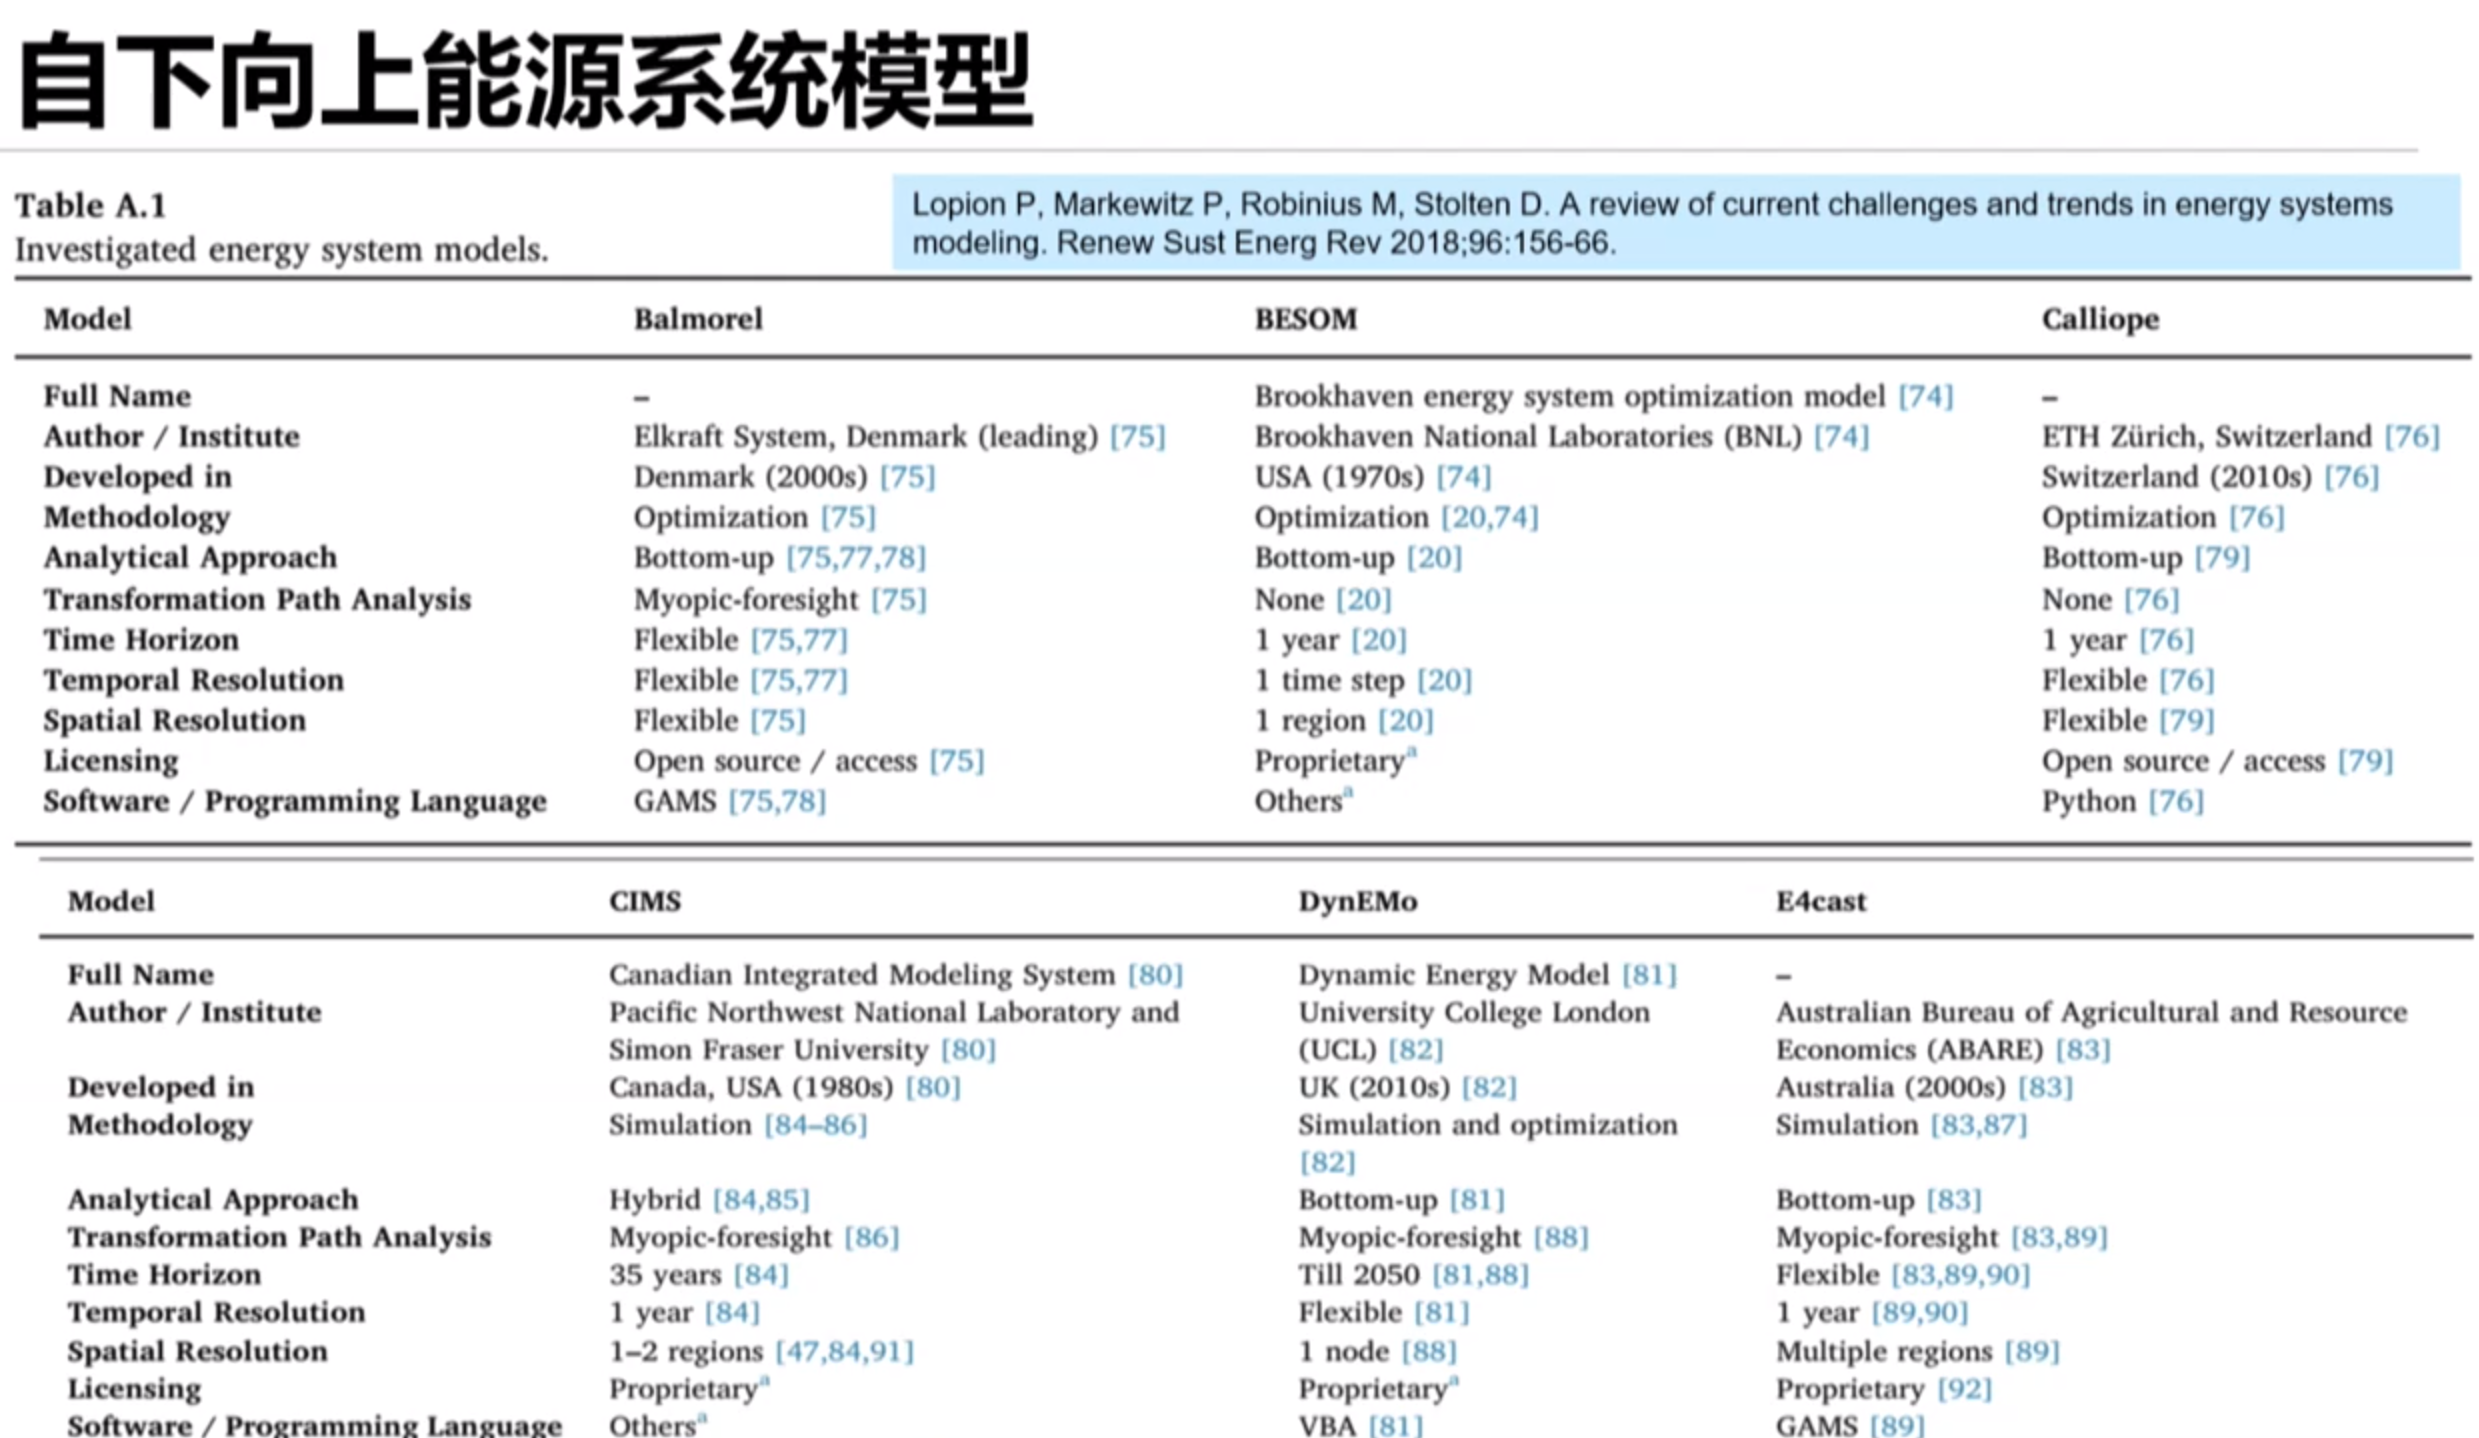 自下向上能源系统模型
Table A.1
Investigated energy system models.
Lopion P, Markewitz P, Robinius M, Stolten D. A review of current challenges and trends in energy systems
modeling. Renew Sust Energ Rev 2018;96:156-66.
Model Balmorel BESOM Calliope
Full Name – Brookhaven energy system optimization model [74] –
Author / Institute Elkraft System, Denmark (leading) [75] Brookhaven National Laboratories (BNL) [74] ETH Zürich, Switzerland [76]
Developed in Denmark (2000s) [75] USA (1970s) [74] Switzerland (2010s) [76]
Methodology Optimization [75] Optimization [20,74] Optimization [76]
Analytical Approach Bottom-up [75,77,78] Bottom-up [20] Bottom-up [79]
Transformation Path Analysis Myopic-foresight [75] None [20] None [76]
Time Horizon Flexible [75,77] 1 year [20] 1 year [76]
Temporal Resolution Flexible [75,77] 1 time step [20] Flexible [76]
Spatial Resolution Flexible [75] 1 region [20] Flexible [79]
Licensing Open source / access [75] Proprietaryᵃ Open source / access [79]
Software / Programming Language GAMS [75,78] Othersᵃ Python [76]
Model CIMS DynEMo E4cast
Full Name Canadian Integrated Modeling System [80] Dynamic Energy Model [81] –
Author / Institute Pacific Northwest National Laboratory and University College London Australian Bureau of Agricultural and Resource
Simon Fraser University [80] (UCL) [82] Economics (ABARE) [83]
Developed in Canada, USA (1980s) [80] UK (2010s) [82] Australia (2000s) [83]
Methodology Simulation [84–86] Simulation and optimization Simulation [83,87]
[82]
Analytical Approach Hybrid [84,85] Bottom-up [81] Bottom-up [83]
Transformation Path Analysis Myopic-foresight [86] Myopic-foresight [88] Myopic-foresight [83,89]
Time Horizon 35 years [84] Till 2050 [81,88] Flexible [83,89,90]
Temporal Resolution 1 year [84] Flexible [81] 1 year [89,90]
Spatial Resolution 1–2 regions [47,84,91] 1 node [88] Multiple regions [89]
Licensing Proprietaryᵃ Proprietaryᵃ Proprietary [92]
Software / Programming Language Othersᵃ VBA [81] GAMS [89]